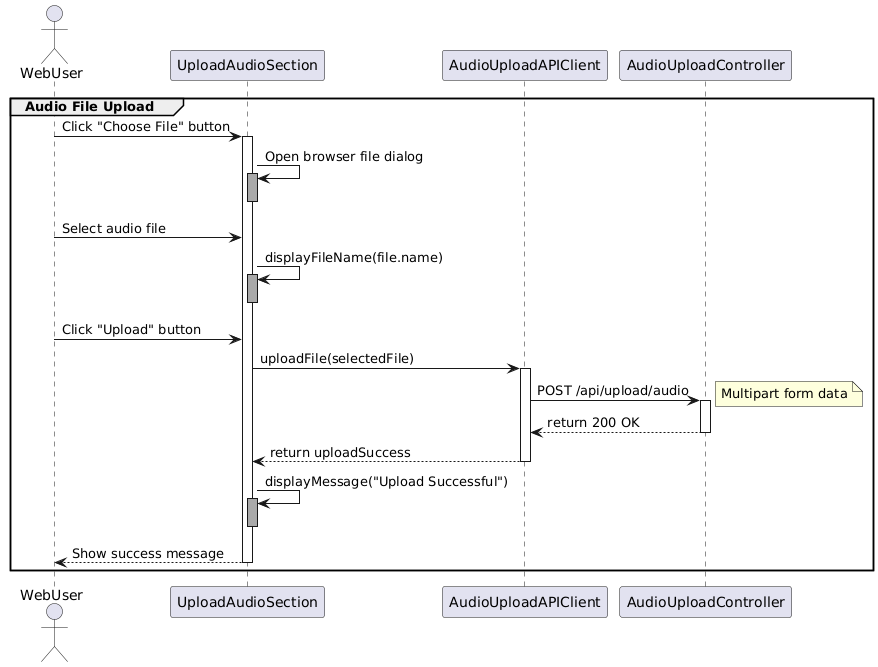 WebUser
UploadAudioSection
AudioUploadAPIClient
AudioUploadController
Audio File Upload
Click "Choose File" button
Open browser file dialog
Select audio file
displayFileName(file.name)
Click "Upload" button
uploadFile(selectedFile)
POST /api/upload/audio
Multipart form data
return 200 OK
return uploadSuccess
displayMessage("Upload Successful")
Show success message
WebUser
UploadAudioSection
AudioUploadAPIClient
AudioUploadController